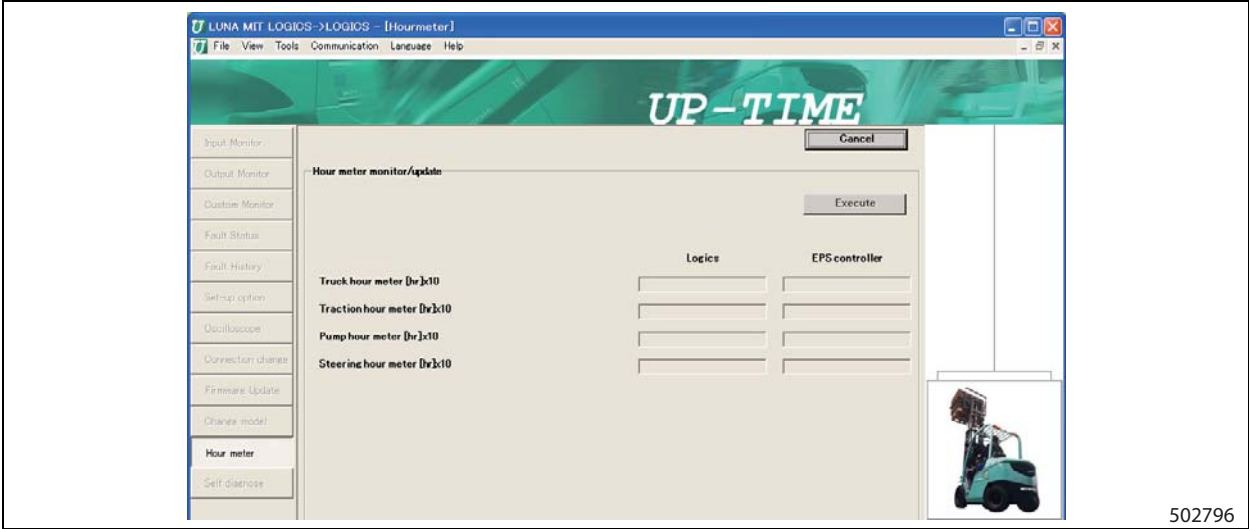 LUNA MIT LOGICS->LOGICS - [Hourmeter]
File View Tools Communication Language Help
UP-TIME
Cancel
Input Monitor
Output Monitor
Custom Monitor
Fault Status
Fault History
Set-up option
Oscilloscope
Connection change
Firmware Update
Change model
Hour meter
Self diagnose
Hour meter monitor/update
Execute
Logics EPS controller
Truck hour meter [hr]x10
Traction hour meter [hr]x10
Pump hour meter [hr]x10
Steering hour meter [hr]x10
502796